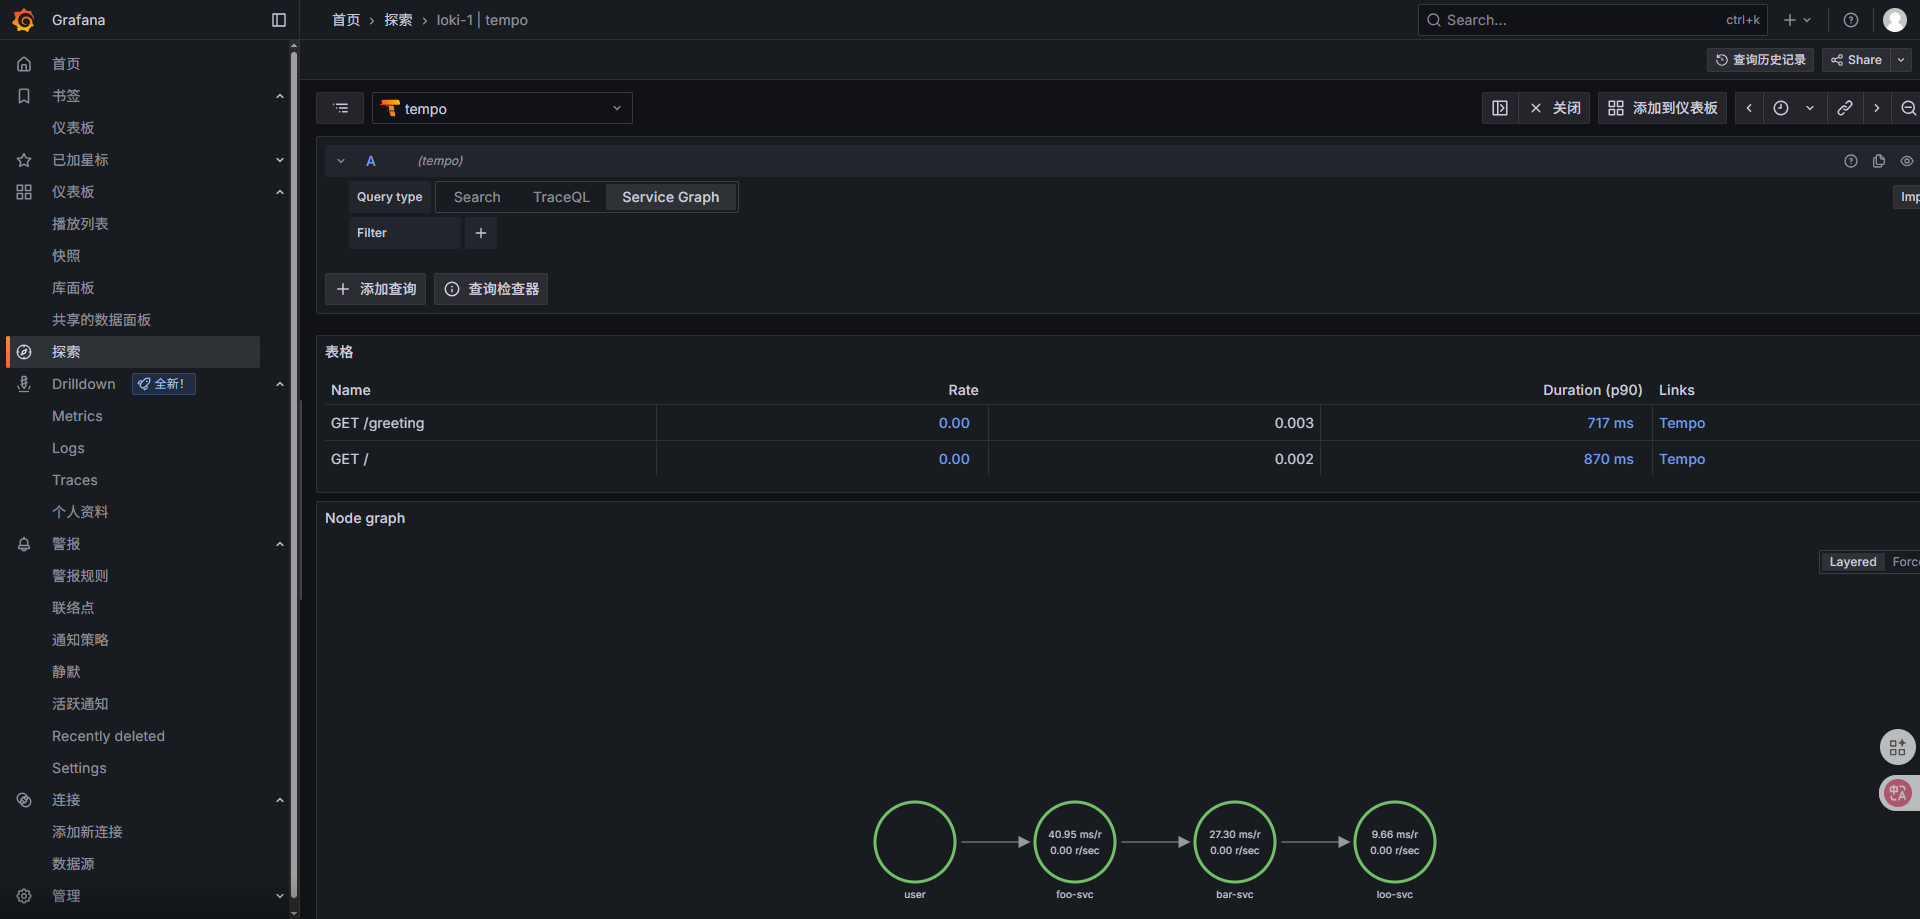 Grafana
首页 › 探索 › loki-1 | tempo
Search...
ctrl+k
查询历史记录
Share
首页
书签
仪表板
已加星标
仪表板
播放列表
快照
库面板
共享的数据面板
探索
Drilldown
全新!
Metrics
Logs
Traces
个人资料
警报
警报规则
联络点
通知策略
静默
活跃通知
Recently deleted
Settings
连接
添加新连接
数据源
管理
tempo
关闭
添加到仪表板
A (tempo)
Query type
Search
TraceQL
Service Graph
Imp
Filter
添加查询
查询检查器
表格
Name Rate Duration (p90) Links
GET /greeting 0.00 0.003 717 ms Tempo
GET / 0.00 0.002 870 ms Tempo
Node graph
Layered
Forc
中A
40.95 ms/r
0.00 r/sec
27.30 ms/r
0.00 r/sec
9.66 ms/r
0.00 r/sec
user
foo-svc
bar-svc
loo-svc